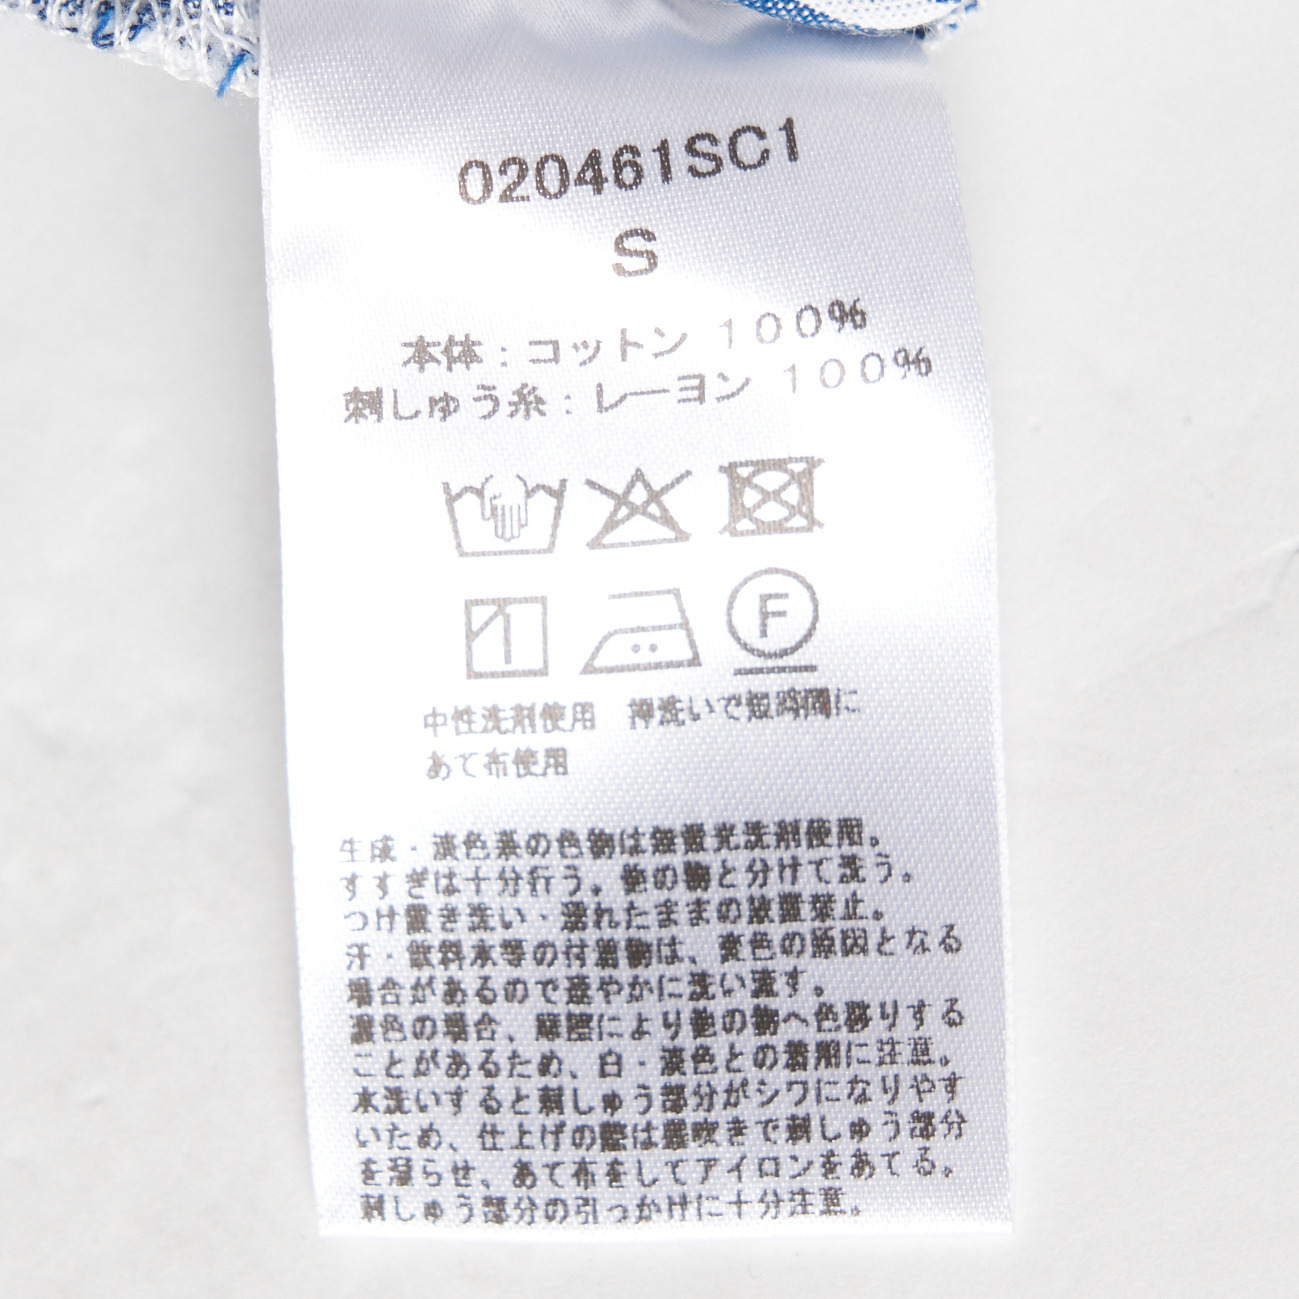 020461SC1
S
本体：コットン １００％
刺しゅう糸：レーヨン １００％
F
中性洗剤使用 押洗いで短時間に
あて布使用
生成・淡色系の色物は無蛍光洗剤使用。
すすぎは十分行う。他の物と分けて洗う。
つけ置き洗い・濡れたままの放置禁止。
汗・飲料水等の付着物は、変色の原因となる
場合があるので速やかに洗い流す。
濃色の場合、摩擦により他の物へ色移りする
ことがあるため、白・淡色との着用に注意。
水洗いすると刺しゅう部分がシワになりやす
いため、仕上げの際は霧吹きで刺しゅう部分
を湿らせ、あて布をしてアイロンをあてる。
刺しゅう部分の引っかけに十分注意。